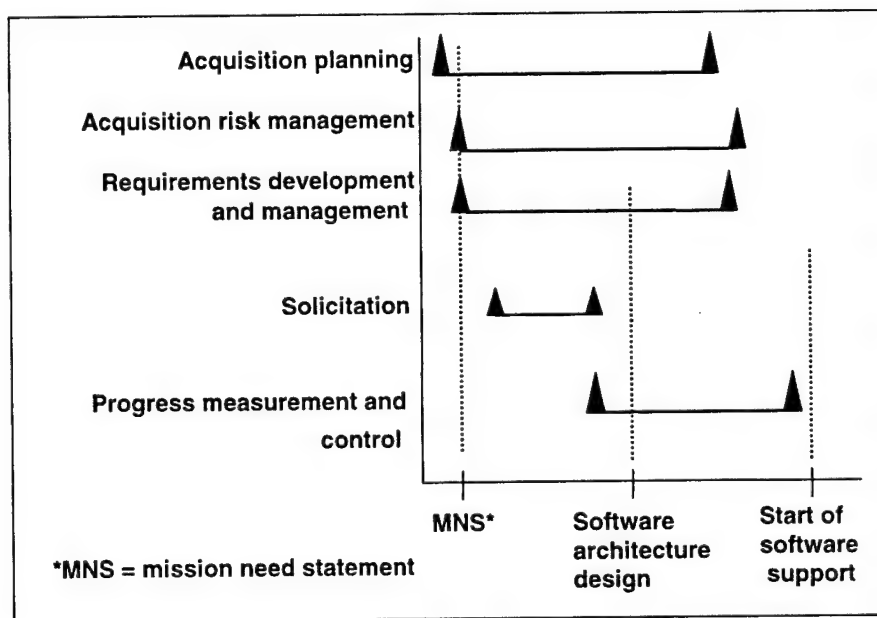 Acquisition planning
Acquisition risk management
Requirements development
and management
Solicitation
Progress measurement and
control
MNS*
Software
architecture
design
Start of
software
support
*MNS = mission need statement